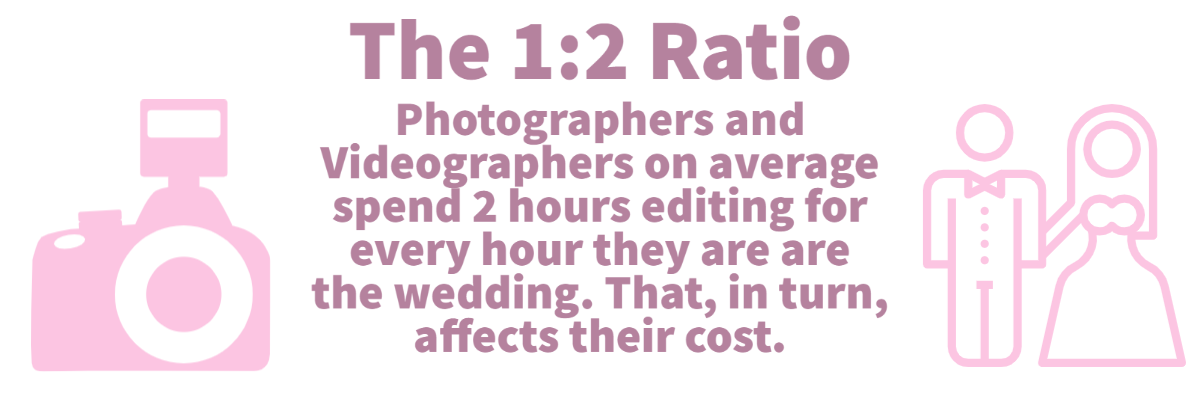 The 1:2 Ratio
Photographers and
Videographers on average
spend 2 hours editing for
every hour they are are
the wedding. That, in turn,
affects their cost.